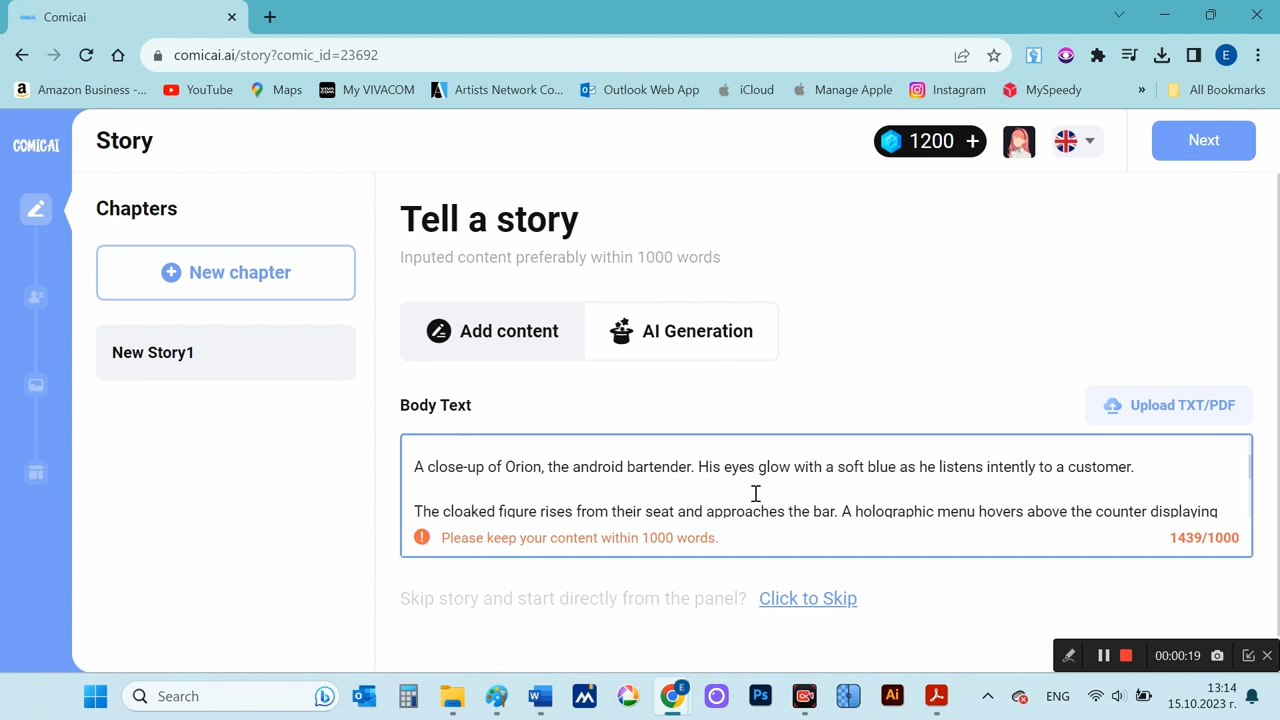 Comicai
comicai.ai/story?comic_id=23692
E
Amazon Business -...
YouTube
Maps
My VIVACOM
Artists Network Co...
Outlook Web App
iCloud
Manage Apple
Instagram
MySpeedy
»
All Bookmarks
COMICAI
Story
1200 +
Next
Chapters
New chapter
New Story1
Tell a story
Inputed content preferably within 1000 words
Add content
AI Generation
Body Text
Upload TXT/PDF
A close-up of Orion, the android bartender. His eyes glow with a soft blue as he listens intently to a customer.
The cloaked figure rises from their seat and approaches the bar. A holographic menu hovers above the counter displaying
Please keep your content within 1000 words.
1439/1000
Skip story and start directly from the panel? Click to Skip
00:00:19
Search
E
Ps
Ai
ENG
13:14
15.10.2023 г.